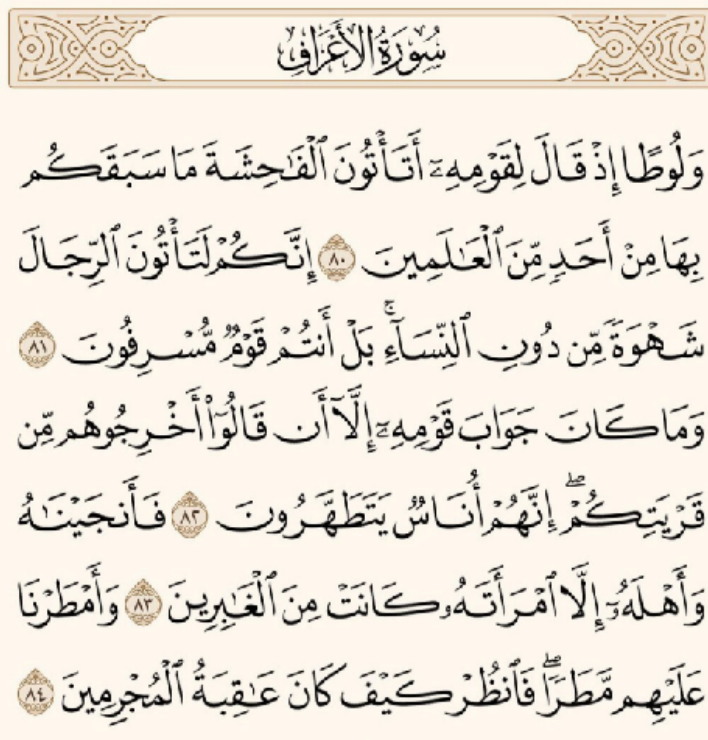 سُورَةُ الأَعْرَافِ
وَلُوطًا إِذْ قَالَ لِقَوْمِهِۦٓ أَتَأْتُونَ ٱلْفَٰحِشَةَ مَا سَبَقَكُم
بِهَا مِنْ أَحَدٍ مِّنَ ٱلْعَٰلَمِينَ ٨٠ إِنَّكُمْ لَتَأْتُونَ ٱلرِّجَالَ
شَهْوَةً مِّن دُونِ ٱلنِّسَآءِ ۚ بَلْ أَنتُمْ قَوْمٌ مُّسْرِفُونَ ٨١
وَمَا كَانَ جَوَابَ قَوْمِهِۦٓ إِلَّآ أَن قَالُوٓا۟ أَخْرِجُوهُم مِّن
قَرْيَتِكُمْ ۖ إِنَّهُمْ أُنَاسٌ يَتَطَهَّرُونَ ٨٢ فَأَنجَيْنَٰهُ
وَأَهْلَهُۥٓ إِلَّا ٱمْرَأَتَهُۥ كَانَتْ مِنَ ٱلْغَٰبِرِينَ ٨٣ وَأَمْطَرْنَا
عَلَيْهِم مَّطَرًا ۖ فَٱنظُرْ كَيْفَ كَانَ عَٰقِبَةُ ٱلْمُجْرِمِينَ ٨٤